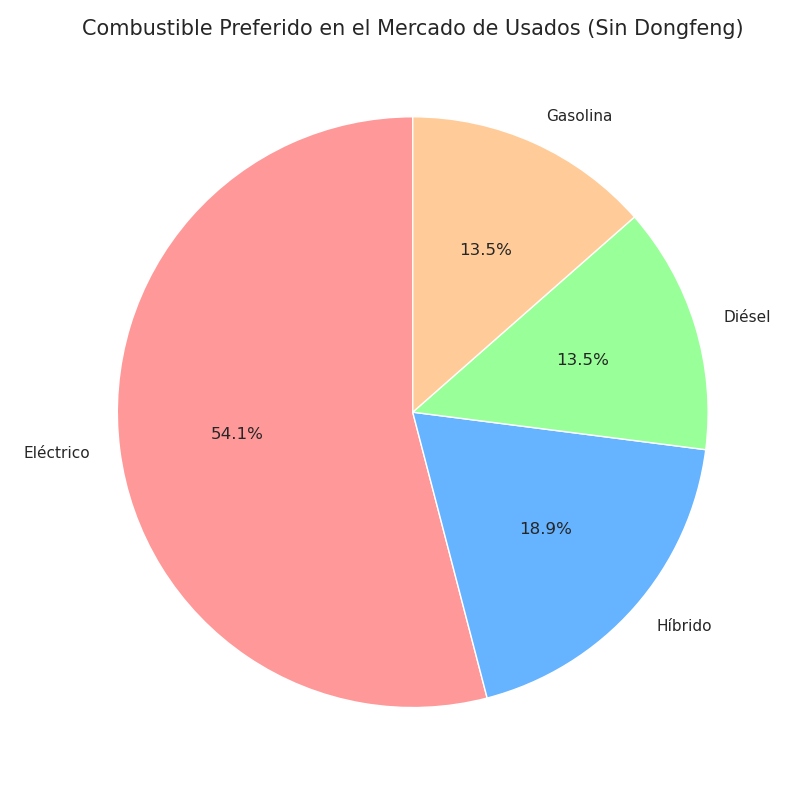 Combustible Preferido en el Mercado de Usados (Sin Dongfeng)
Gasolina
13.5%
Diésel
13.5%
Eléctrico
54.1%
Híbrido
18.9%